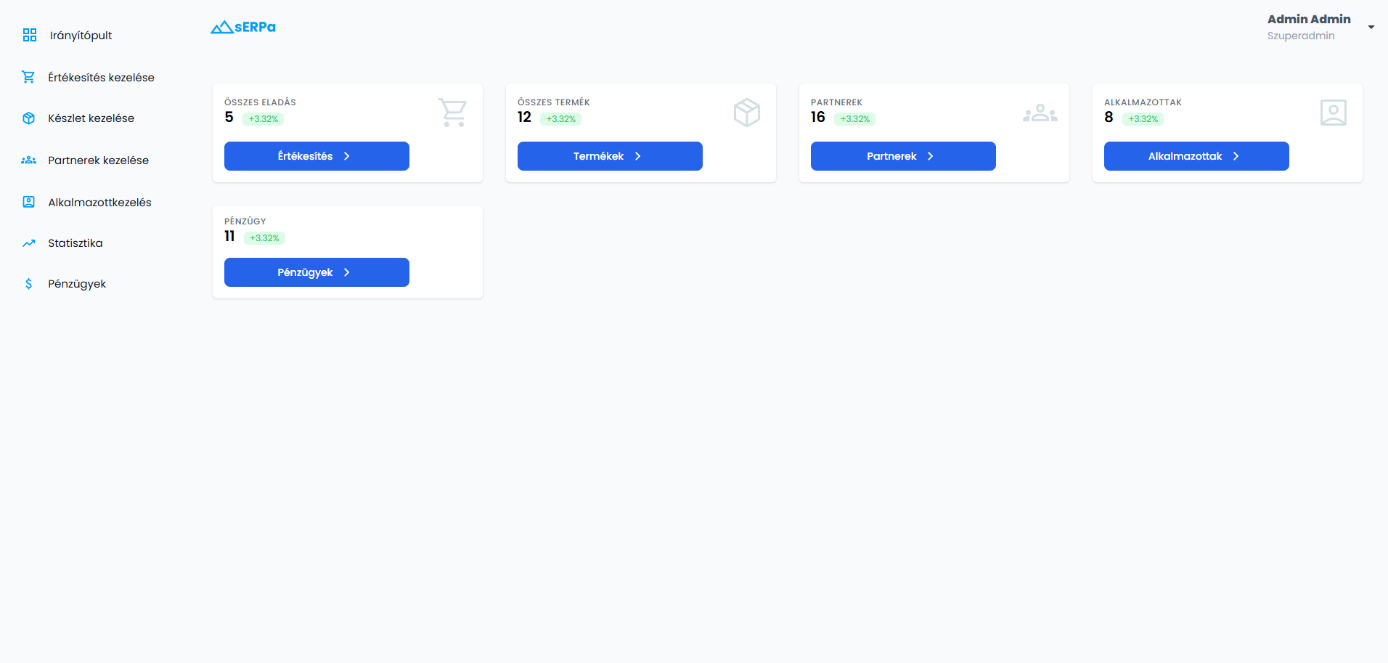 Irányítópult
Értékesítés kezelése
Készlet kezelése
Partnerek kezelése
Alkalmazottkezelés
Statisztika
Pénzügyek
sERPa
Admin Admin
Szuperadmin
ÖSSZES ELADÁS
5 +3.32%
Értékesítés
ÖSSZES TERMÉK
12 +3.32%
Termékek
PARTNEREK
16 +3.32%
Partnerek
ALKALMAZOTTAK
8 +3.32%
Alkalmazottak
PÉNZÜGY
11 +3.32%
Pénzügyek